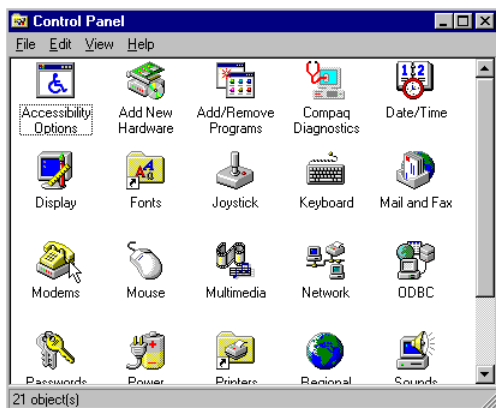 Control Panel
File Edit View Help
Accessibility Options
Add New Hardware
Add/Remove Programs
Compaq Diagnostics
Date/Time
Display
Fonts
Joystick
Keyboard
Mail and Fax
Modems
Mouse
Multimedia
Network
ODBC
Passwords
Power
Printers
Regional
Sounds
21 object(s)